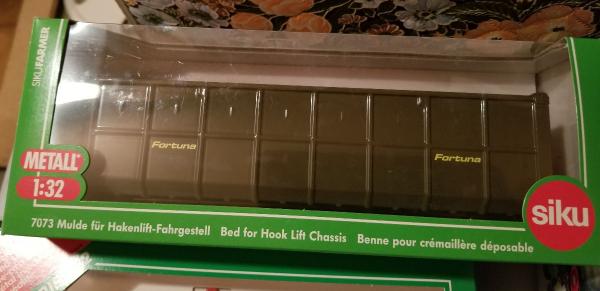 SIKUFARMER
Fortuna
Fortuna
METALL
1:32
siku
7073 Mulde für Hakenlift-Fahrgestell Bed for Hook Lift Chassis Benne pour crémaillère déposable